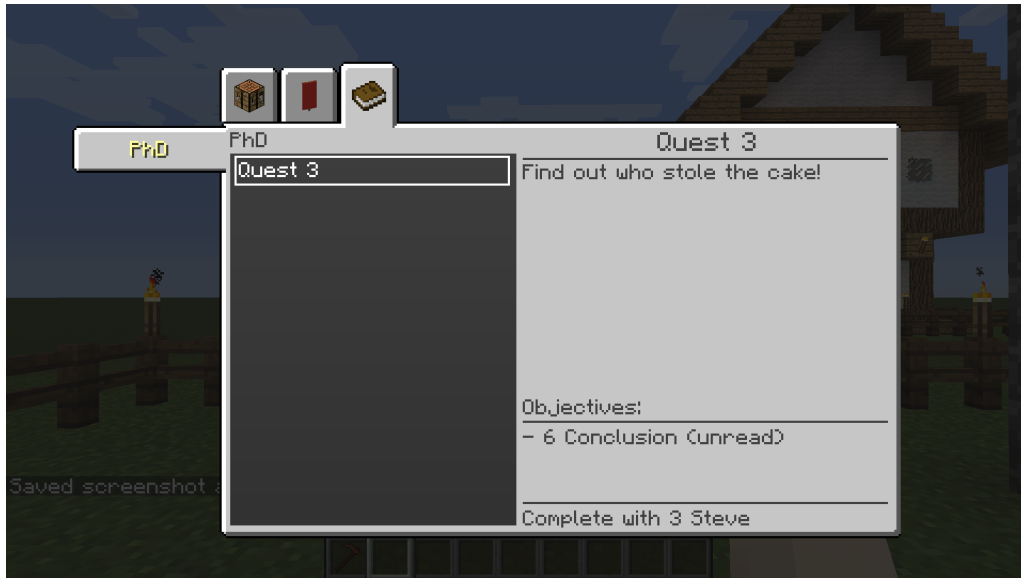 PhD
PhD
Quest 3
Quest 3
Find out who stole the cake!
Objectives:
- 6 Conclusion (unread)
Complete with 3 Steve
Saved screenshot